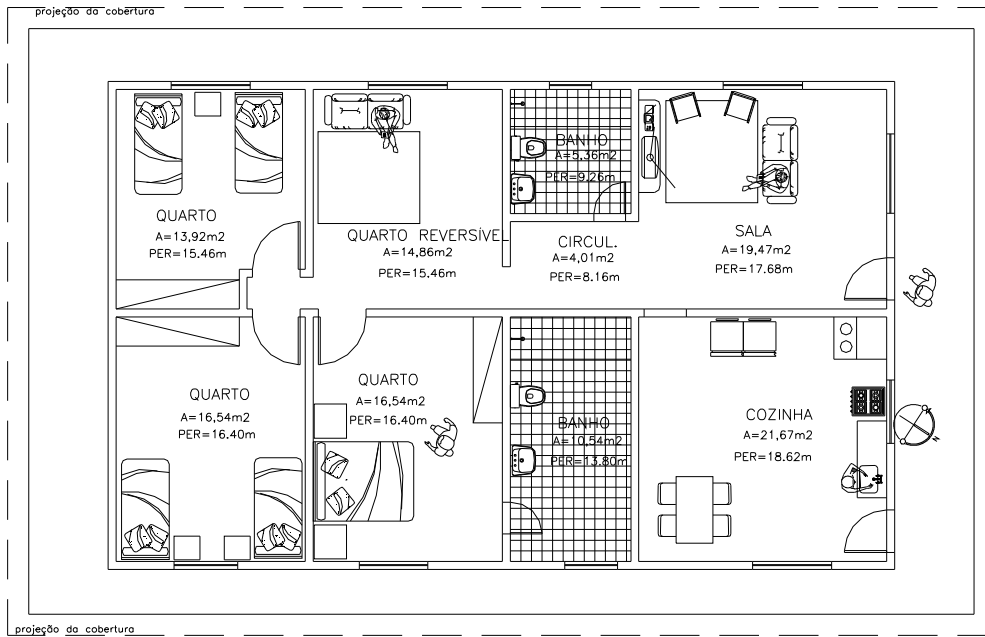 projeção da cobertura
BANHO
A=5,36m2
PER=9.26m
QUARTO
A=13,92m2
PER=15.46m
QUARTO REVERSÍVEL
A=14,86m2
PER=15.46m
CIRCUL.
A=4,01m2
PER=8.16m
SALA
A=19,47m2
PER=17.68m
QUARTO
A=16,54m2
PER=16.40m
QUARTO
A=16,54m2
PER=16.40m
BANHO
A=10,54m2
PER=13.80m
COZINHA
A=21,67m2
PER=18.62m
N
projeção da cobertura